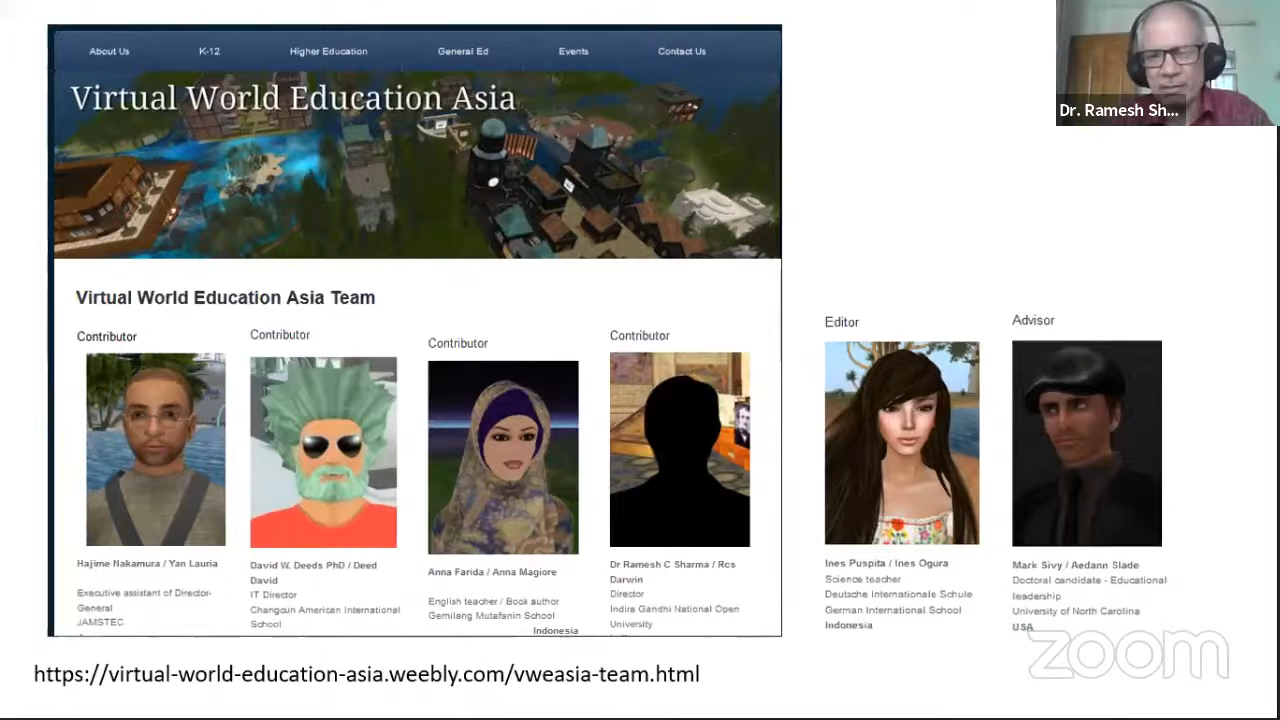 About Us K-12 Higher Education General Ed Events Contact Us
Virtual World Education Asia
Dr. Ramesh Sh...
Virtual World Education Asia Team
Contributor
Hajime Nakamura / Yan Lauria
Executive assistant of Director-
General
JAMSTEC
Contributor
David W. Deeds PhD / Deed
David
IT Director
Changcun American International
School
Contributor
Anna Farida / Anna Magiore
English teacher / Book author
Gemilang Mutafanin School
Indonesia
Contributor
Dr Ramesh C Sharma / Rcs
Darwin
Director
Indira Gandhi National Open
University
Editor
Ines Puspita / Ines Ogura
Science teacher
Deutsche Internationale Schule
German International School
Indonesia
Advisor
Mark Sivy / Aedann Slade
Doctoral candidate - Educational
leadership
University of North Carolina
USA
zoom
https://virtual-world-education-asia.weebly.com/vweasia-team.html